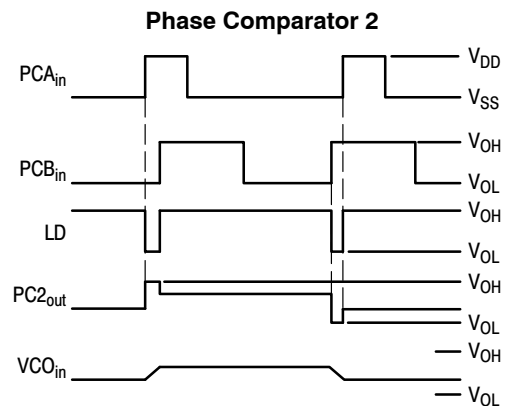 Phase Comparator 2
PCAin
VDD
VSS
PCBin
VOH
VOL
LD
VOH
VOL
PC2out
VOH
VOL
VCOin
VOH
VOL